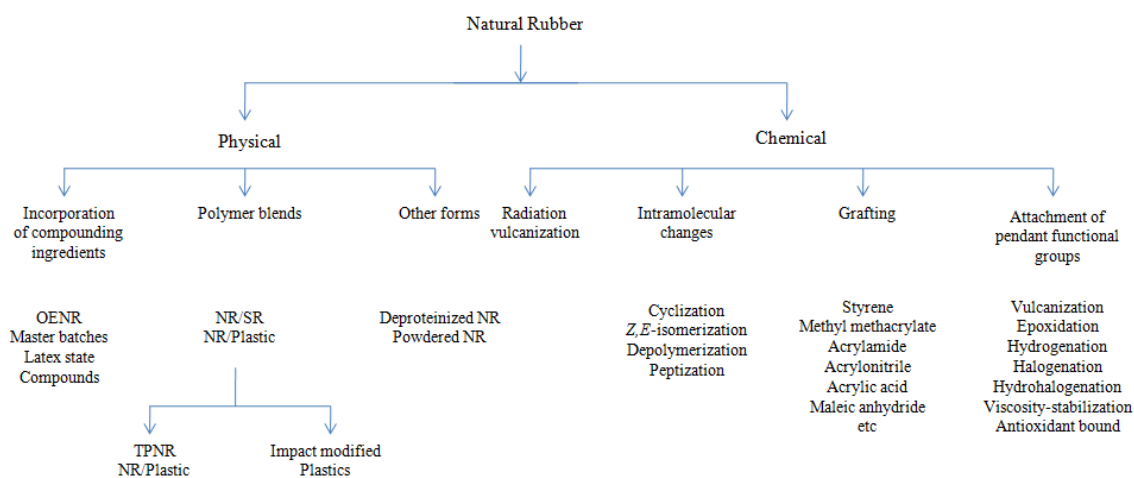 Natural Rubber
Physical
Chemical
Incorporation
of compounding
ingredients
Polymer blends
Other forms
Radiation
vulcanization
Intramolecular
changes
Grafting
Attachment of
pendant functional
groups
OENR
Master batches
Latex state
Compounds
NR/SR
NR/Plastic
Deproteinized NR
Powdered NR
Cyclization
Z,E-isomerization
Depolymerization
Peptization
Styrene
Methyl methacrylate
Acrylamide
Acrylonitrile
Acrylic acid
Maleic anhydride
etc
Vulcanization
Epoxidation
Hydrogenation
Halogenation
Hydrohalogenation
Viscosity-stabilization
Antioxidant bound
TPNR
NR/Plastic
Impact modified
Plastics